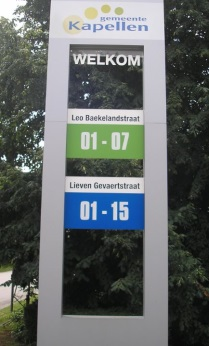 gemeente
Kapellen
WELKOM
Leo Baekelandstraat
01 - 07
Lieven Gevaertstraat
01 - 15